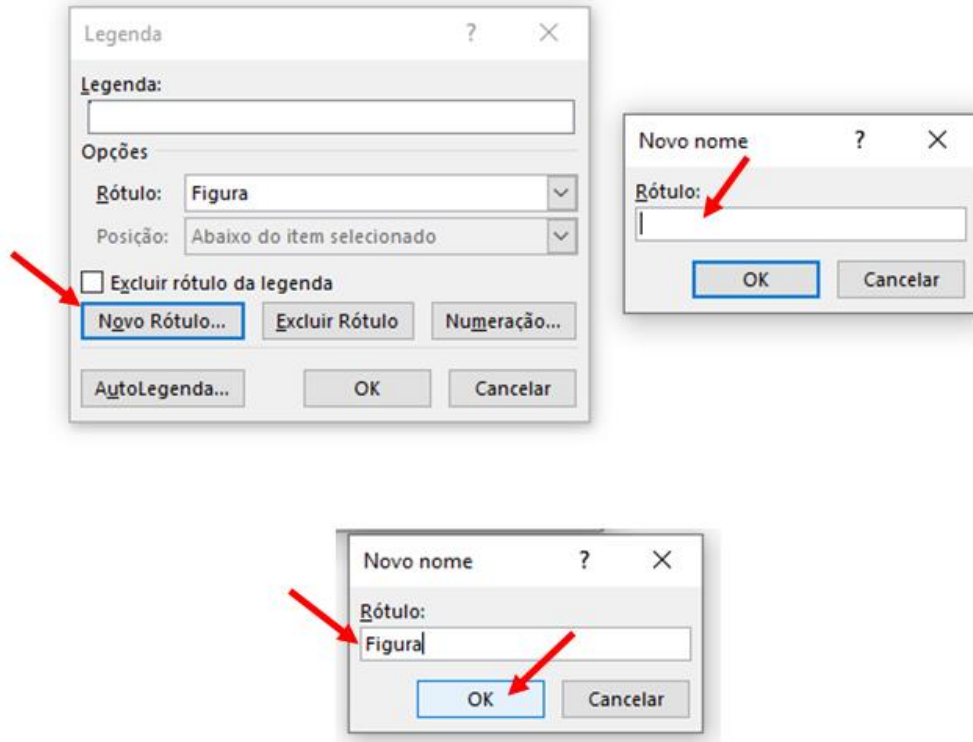 Legenda ?
Legenda:
Opções
Rótulo: Figura
Posição: Abaixo do item selecionado
Excluir rótulo da legenda
Novo Rótulo... Excluir Rótulo Numeração...
AutoLegenda... OK Cancelar
Novo nome ?
Rótulo:
OK Cancelar
Novo nome ?
Rótulo:
Figura
OK Cancelar